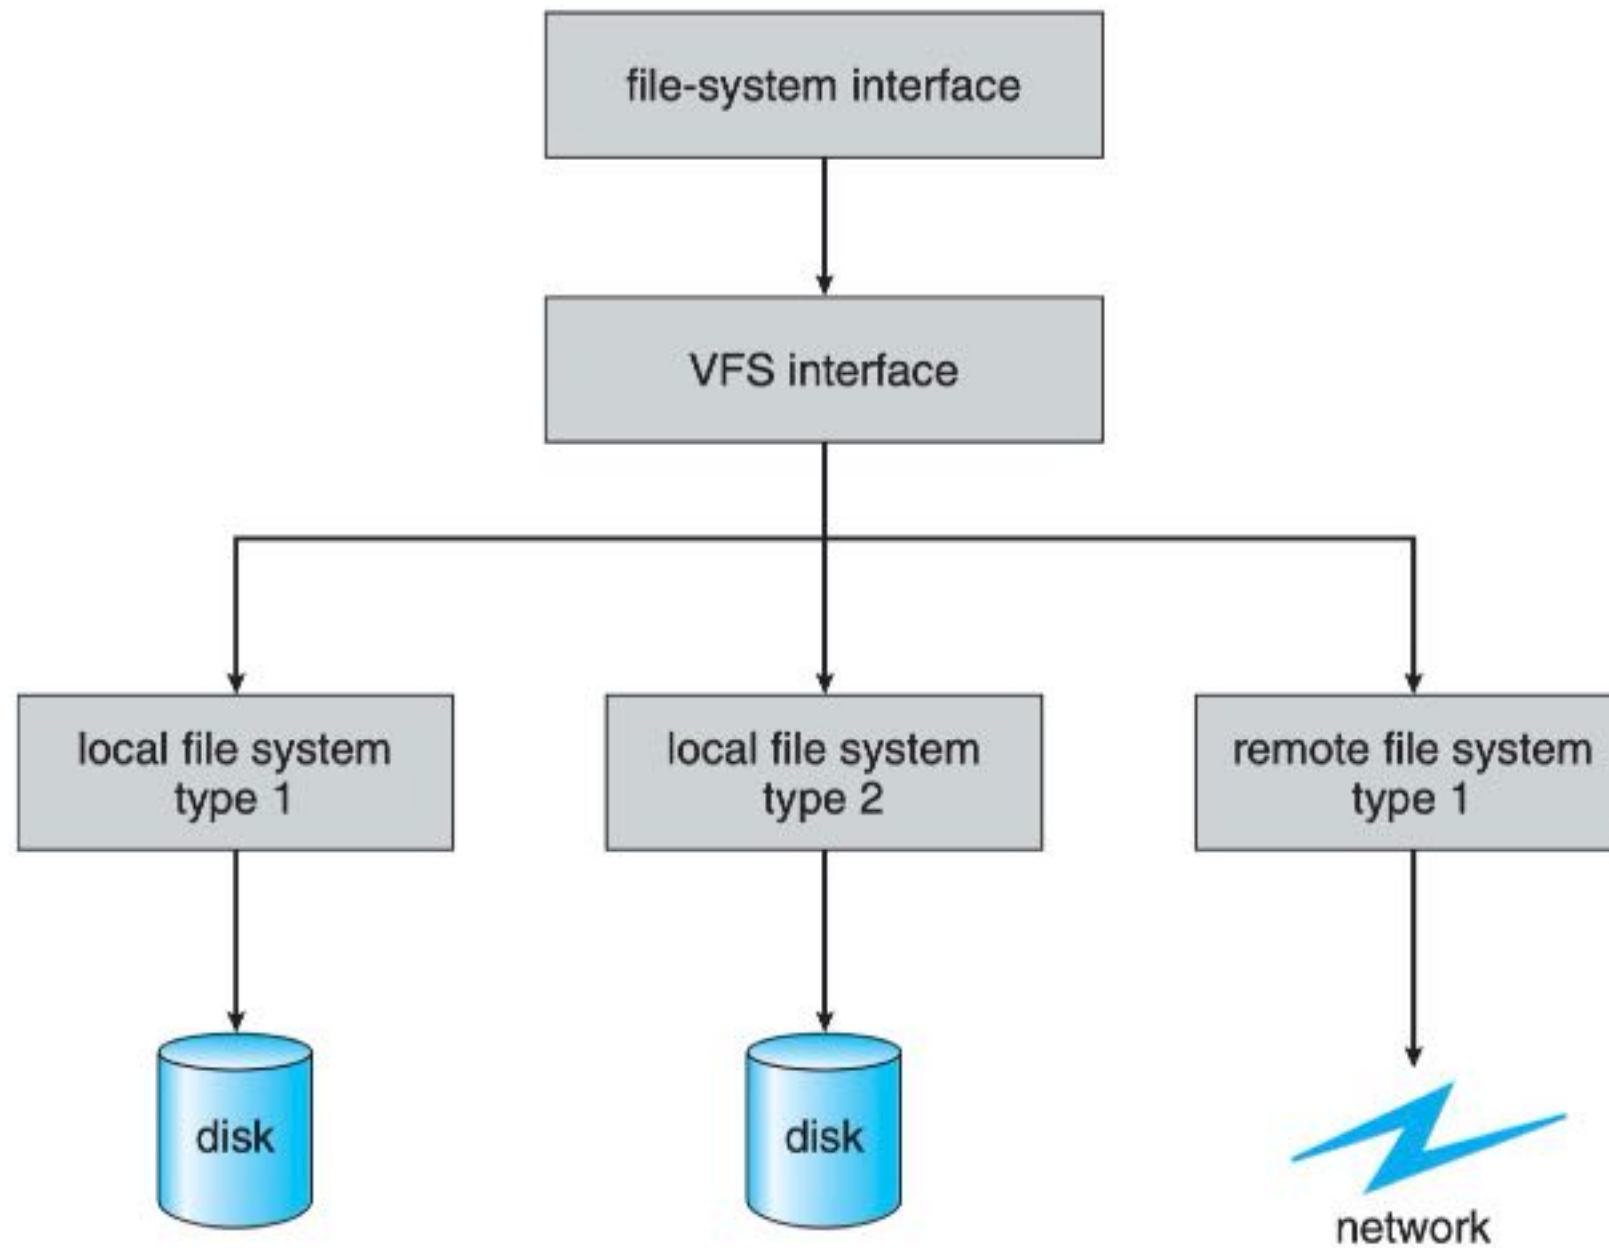 file-system interface
VFS interface
local file system
type 1
local file system
type 2
remote file system
type 1
disk
disk
network